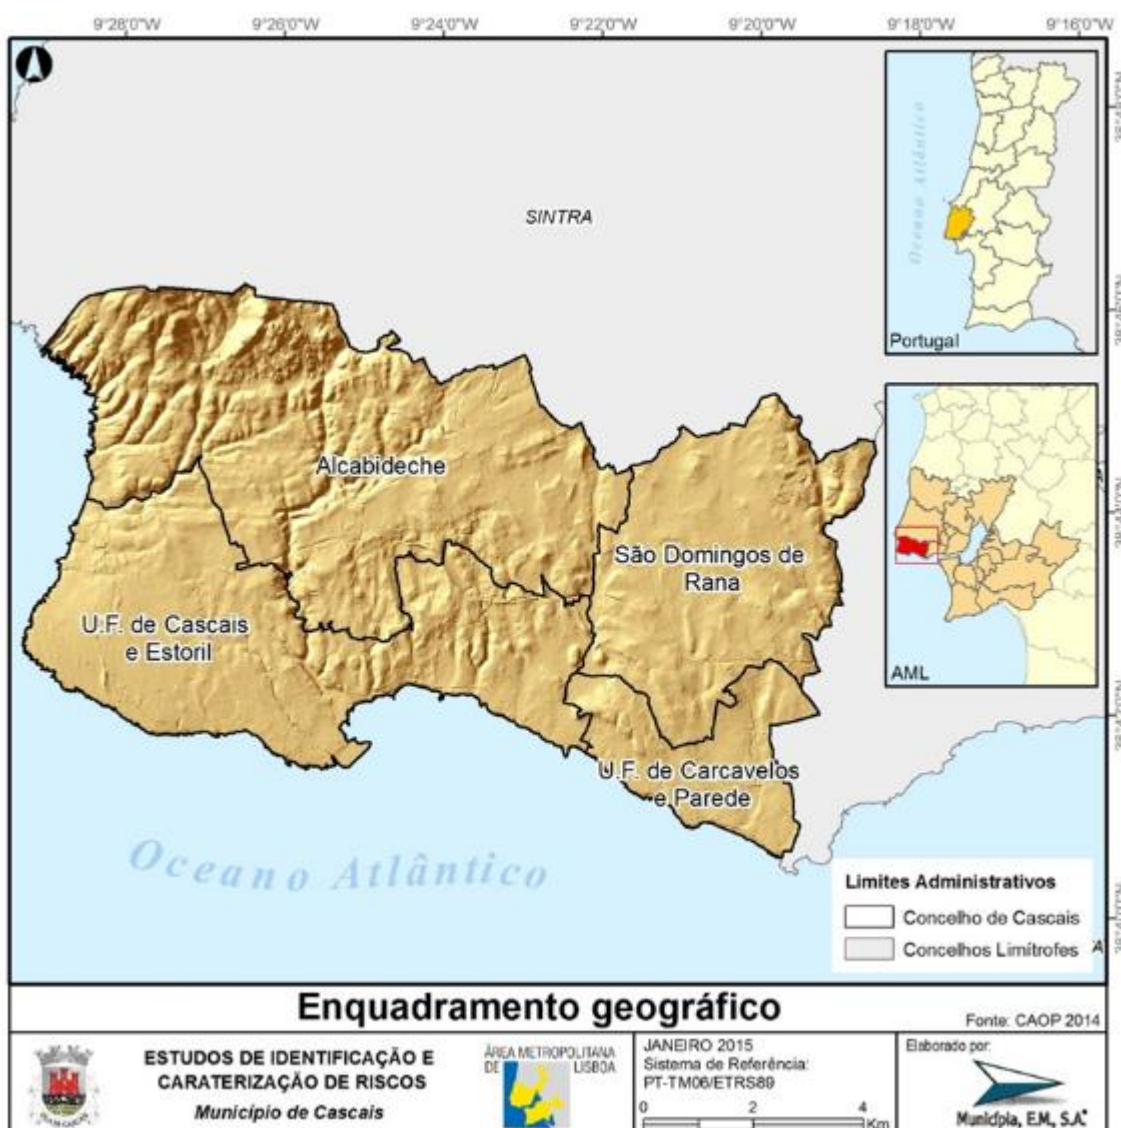 9°28'0"W
9°26'0"W
9°24'0"W
9°22'0"W
9°20'0"W
9°18'0"W
9°16'0"W
SINTRA
Oceano Atlântico
Portugal
Alcabideche
São Domingos de
Rana
U.F. de Cascais
e Estoril
AML
U.F. de Carcavelos
e Parede
Oceano Atlântico
Limites Administrativos
Concelho de Cascais
Concelhos Limítrofes
Enquadramento geográfico
Fonte: CAOP 2014
ESTUDOS DE IDENTIFICAÇÃO E
CARATERIZAÇÃO DE RISCOS
Município de Cascais
ÁREA METROPOLITANA
DE LISBOA
JANEIRO 2015
Sistema de Referência:
PT-TM06/ETRS89
0 2 4
Km
Elaborado por:
Municípia, E.M., S.A.